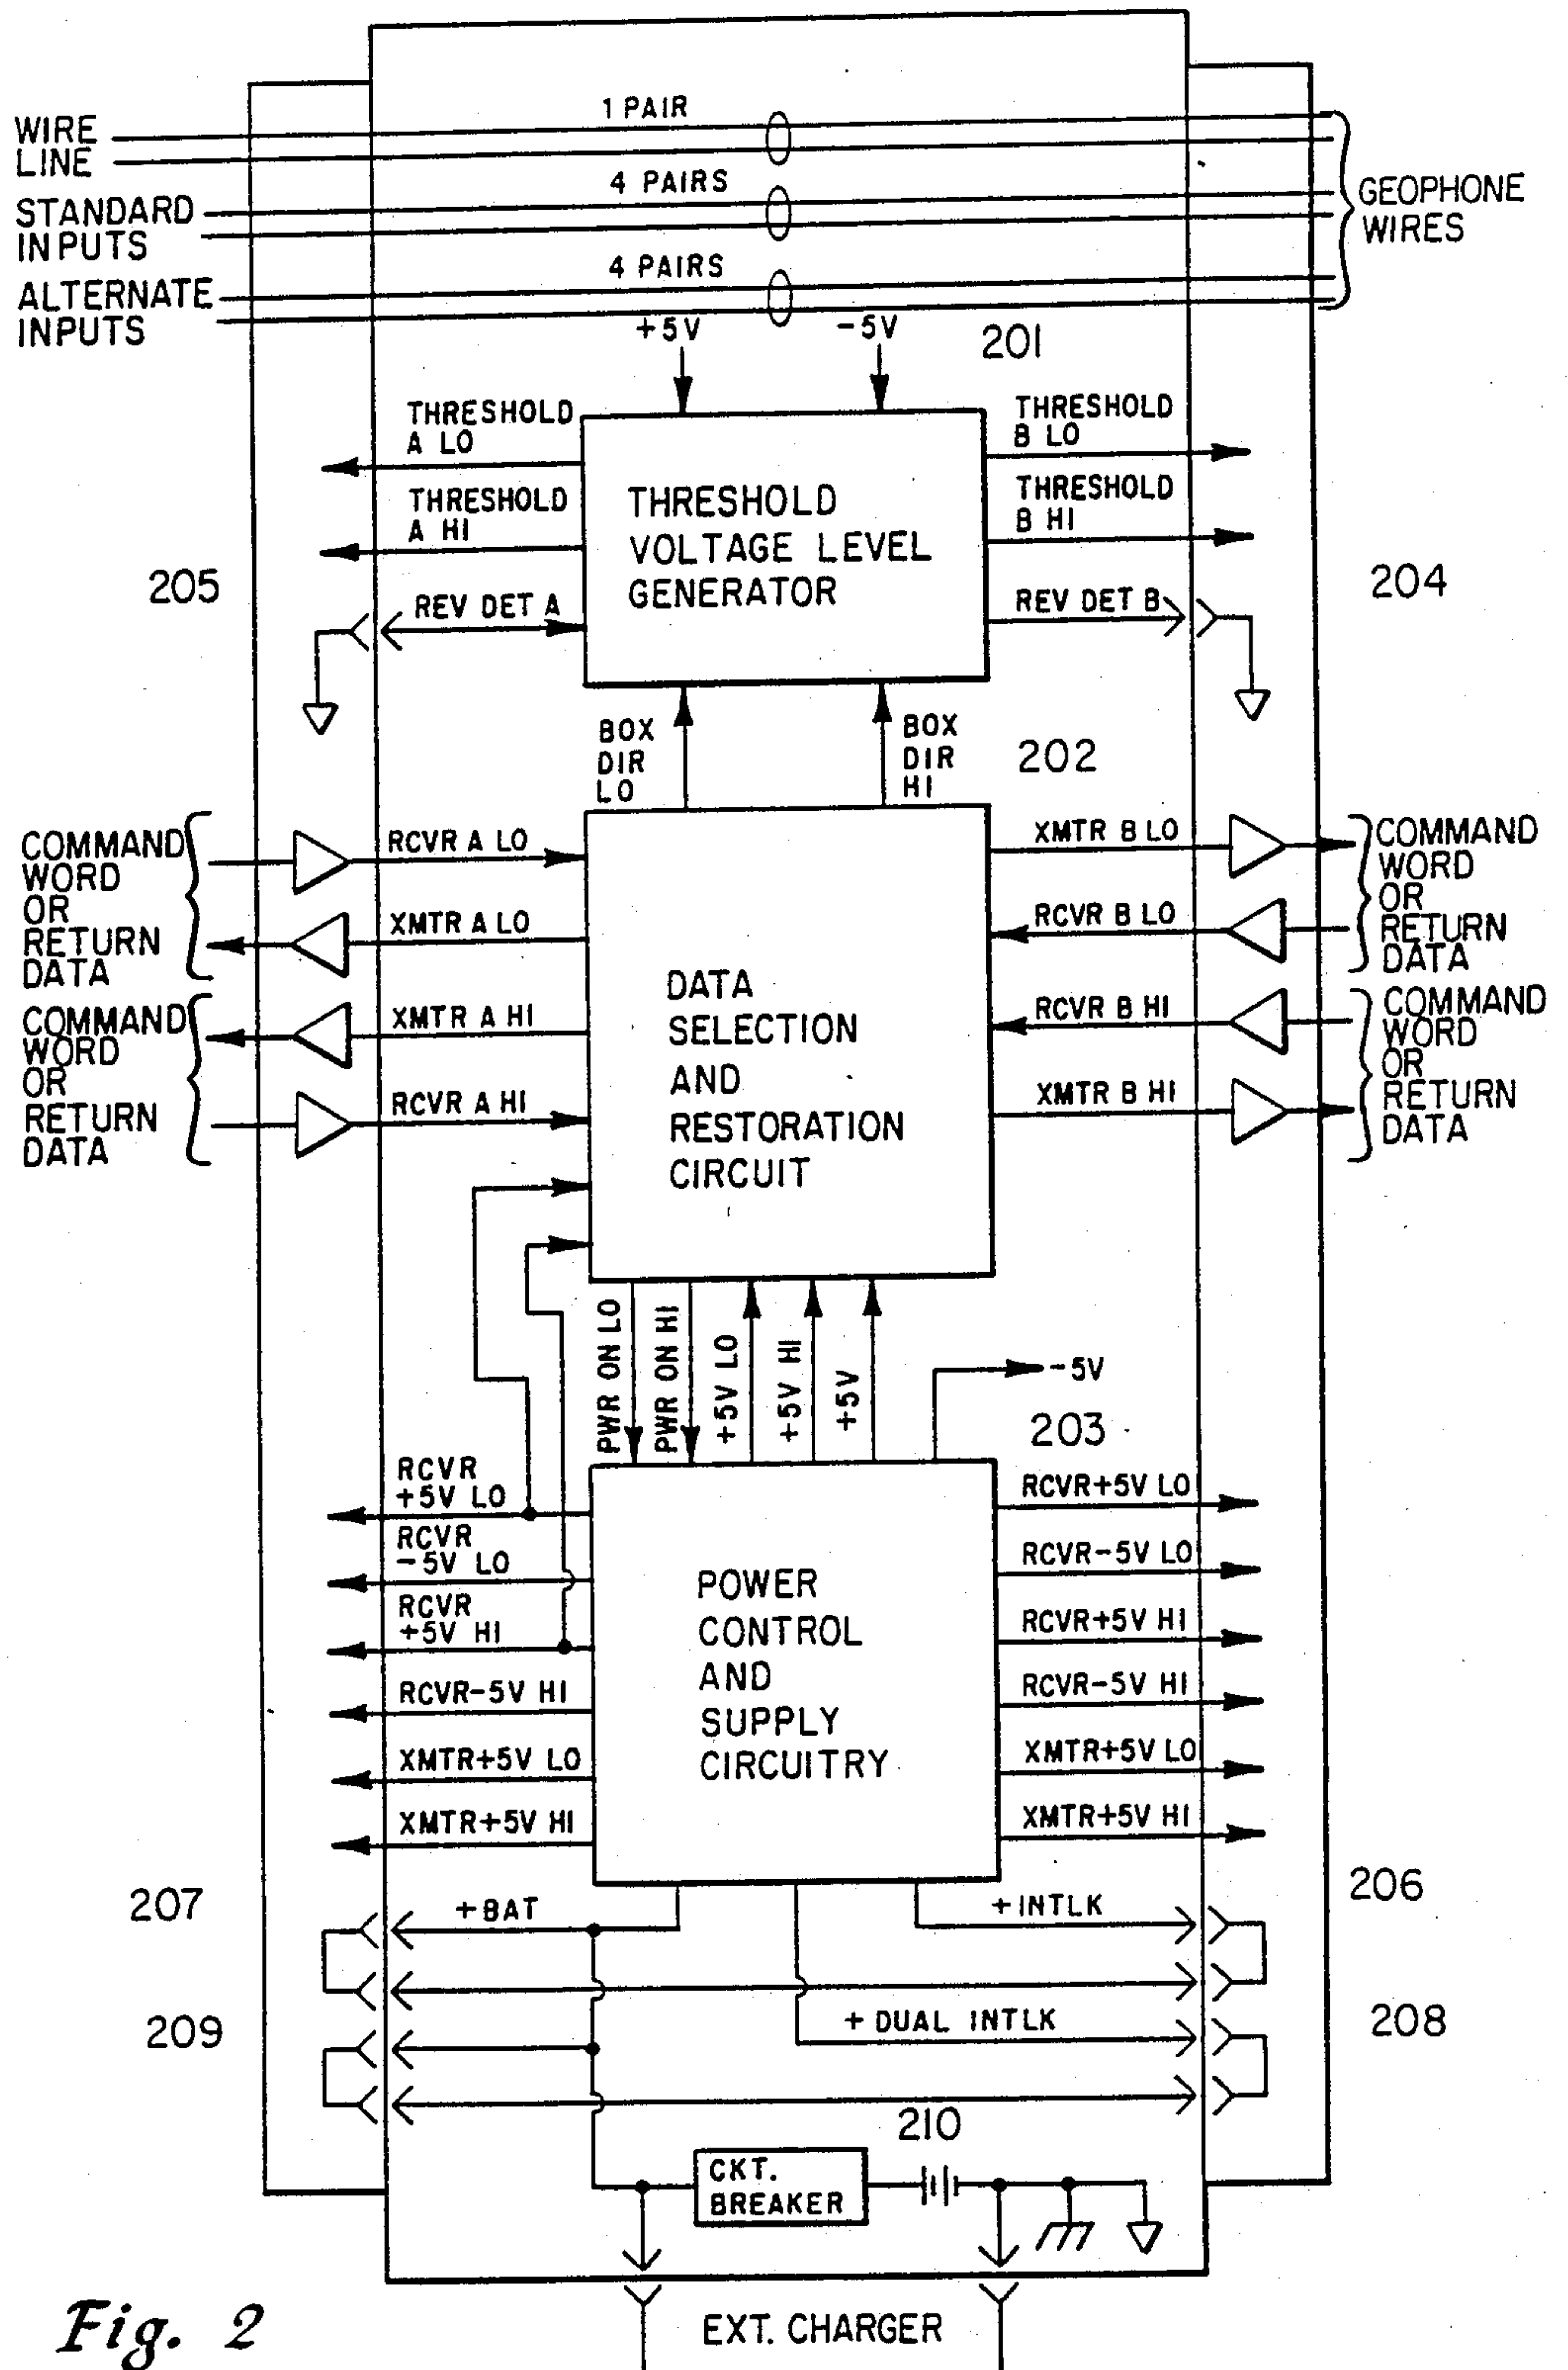 1 PAIR
WIRE
LINE
4 PAIRS
STANDARD
INPUTS
GEOPHONE
WIRES
4 PAIRS
ALTERNATE
INPUTS
+5V
-5V
201
THRESHOLD
A LO
THRESHOLD
B LO
THRESHOLD
A HI
THRESHOLD
B HI
THRESHOLD
VOLTAGE LEVEL
GENERATOR
205
204
REV DET A
REV DET B
BOX
DIR
LO
BOX
DIR
HI
202
COMMAND
WORD
OR
RETURN
DATA
RCVR A LO
XMTR A LO
XMTR B LO
RCVR B LO
COMMAND
WORD
OR
RETURN
DATA
COMMAND
WORD
OR
RETURN
DATA
XMTR A HI
RCVR A HI
DATA
SELECTION
AND
RESTORATION
CIRCUIT
RCVR B HI
XMTR B HI
COMMAND
WORD
OR
RETURN
DATA
PWR ON LO
PWR ON HI
+5V LO
+5V HI
+5V
-5V
203
RCVR
+5V LO
RCVR
-5V LO
RCVR
+5V HI
RCVR-5V HI
XMTR+5V LO
XMTR+5V HI
POWER
CONTROL
AND
SUPPLY
CIRCUITRY
RCVR+5V LO
RCVR-5V LO
RCVR+5V HI
RCVR-5V HI
XMTR+5V LO
XMTR+5V HI
207
+BAT
+INTLK
206
209
+ DUAL INTLK
208
210
CKT.
BREAKER
EXT. CHARGER
Fig. 2